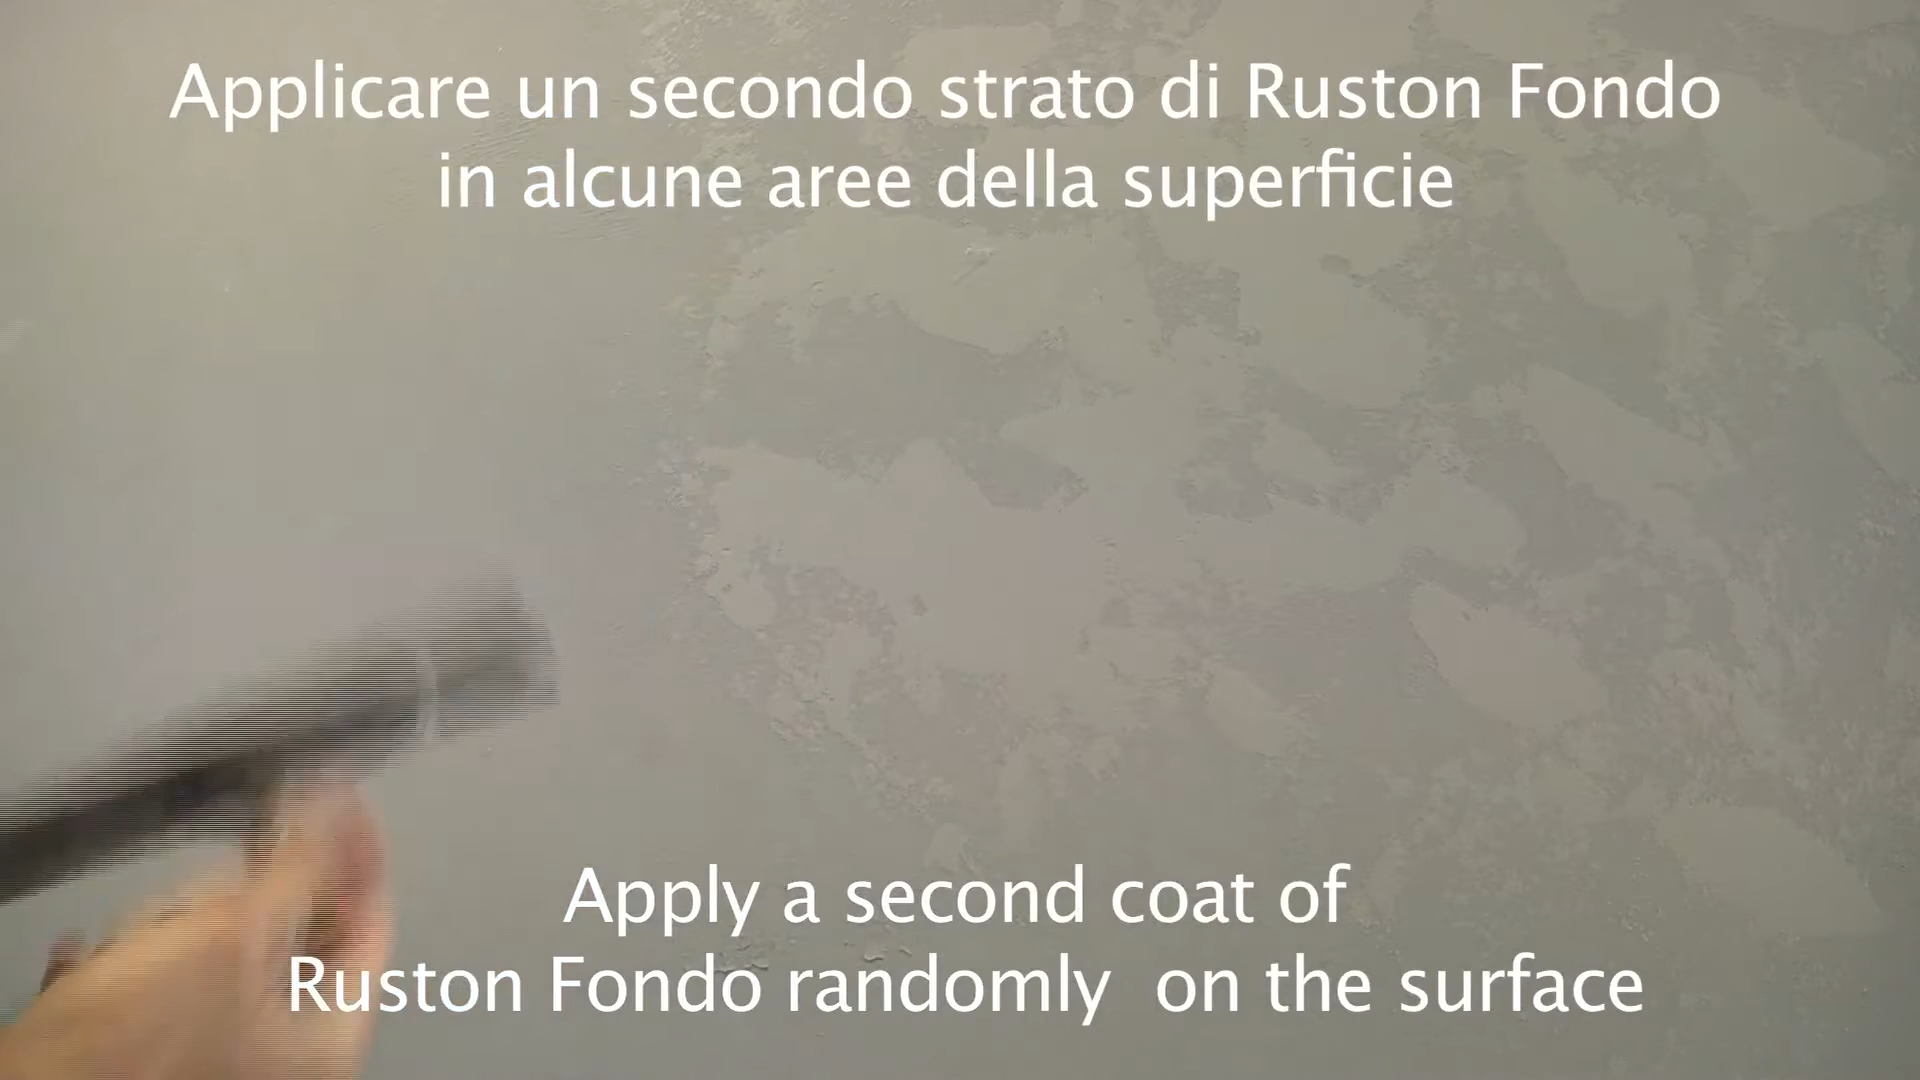 Applicare un secondo strato di Ruston Fondo
in alcune aree della superficie
Apply a second coat of
Ruston Fondo randomly  on the surface